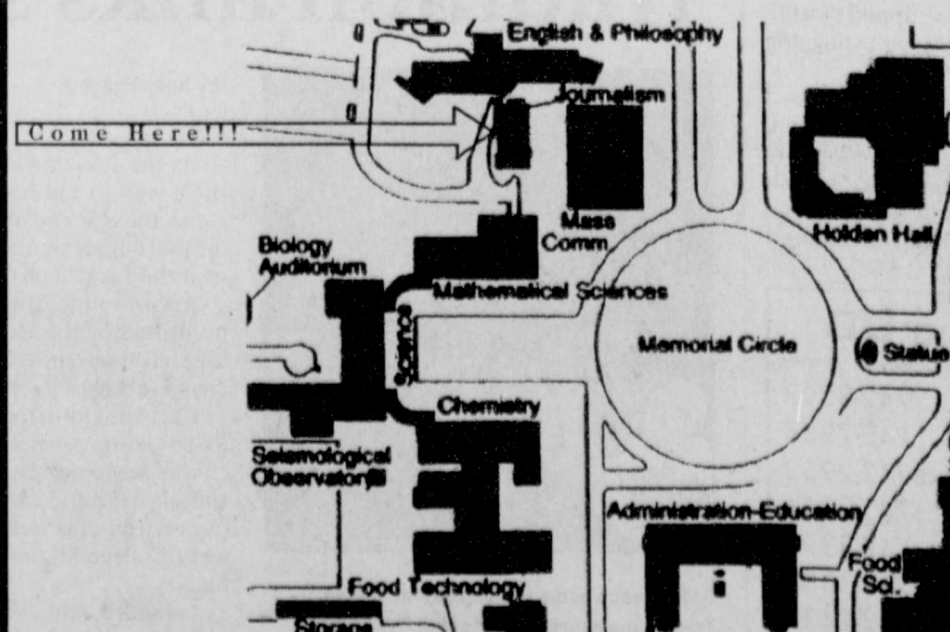 English & Philosophy
Journalism
Come Here!!!
Mass
Comm.
Holden Hall
Biology
Auditorium
Mathematical Sciences
Science
Memorial Circle
Statue
Chemistry
Seismological
Observatory
Administration-Education
Food
Sci.
Food Technology
Storage